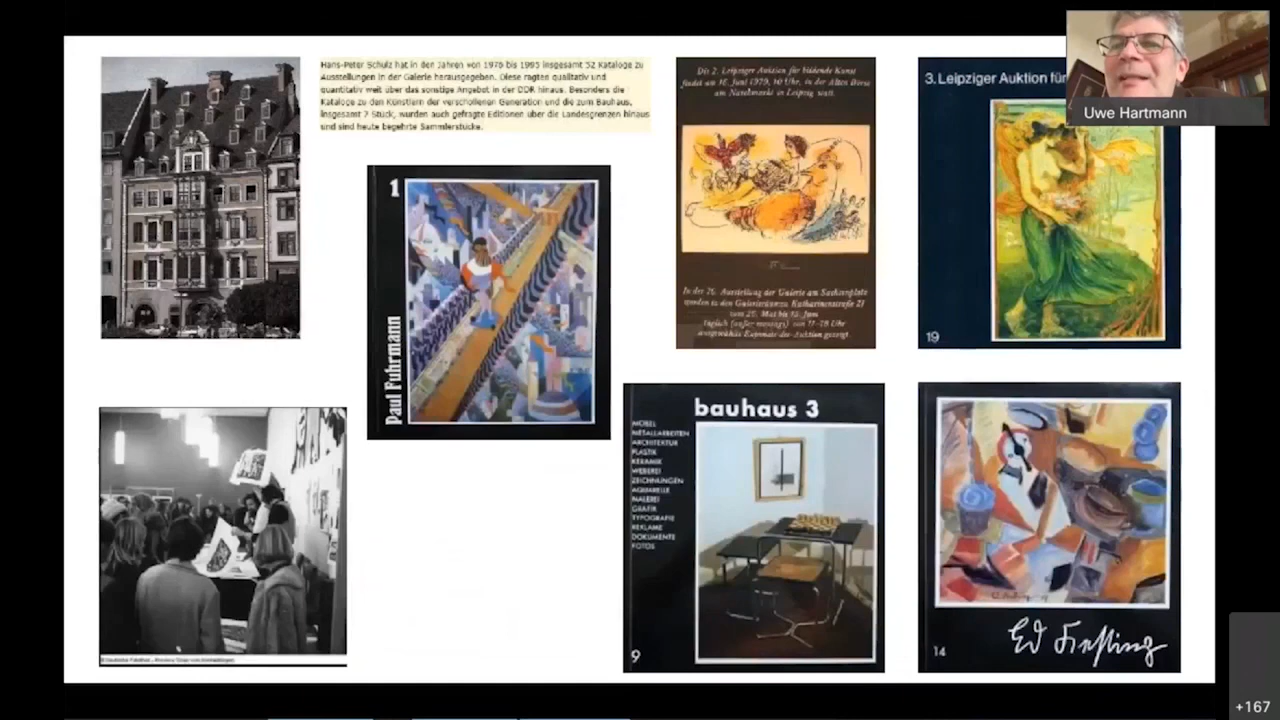 Hans-Peter Schulz hat in den Jahren von 1976 bis 1995 insgesamt 52 Kataloge zu
Ausstellungen in der Galerie herausgegeben. Diese ragten qualitativ und
quantitativ weit über das sonstige Angebot in der DDR hinaus. Besonders die
Kataloge zu den Künstlern der verschollenen Generation und die zum Bauhaus,
insgesamt 7 Stück, wurden auch gefragte Editionen über die Landesgrenzen hinaus
und sind heute begehrte Sammlerstücke.
1
Paul Fuhrmann
Die 2. Leipziger Auktion für bildende Kunst
findet am 16. Juni 1979, 10 Uhr, in der Alten Börse
am Naschmarkt in Leipzig statt.
In der 26. Ausstellung der Galerie am Sachsenplatz
werden in den Galerieräumen Katharinenstraße 21
vom 26. Mai bis 12. Juni
täglich (außer montags) von 11-18 Uhr
ausgewählte Exponate der Auktion gezeigt.
3. Leipziger Auktion für
19
Uwe Hartmann
bauhaus 3
MÖBEL
METALLARBEITEN
ARCHITEKTUR
PLASTIK
KERAMIK
WEBEREI
ZEICHNUNGEN
AQUARELLE
MALEREI
GRAFIK
TYPOGRAFIE
REKLAME
DOKUMENTE
FOTOS
9
14
+167